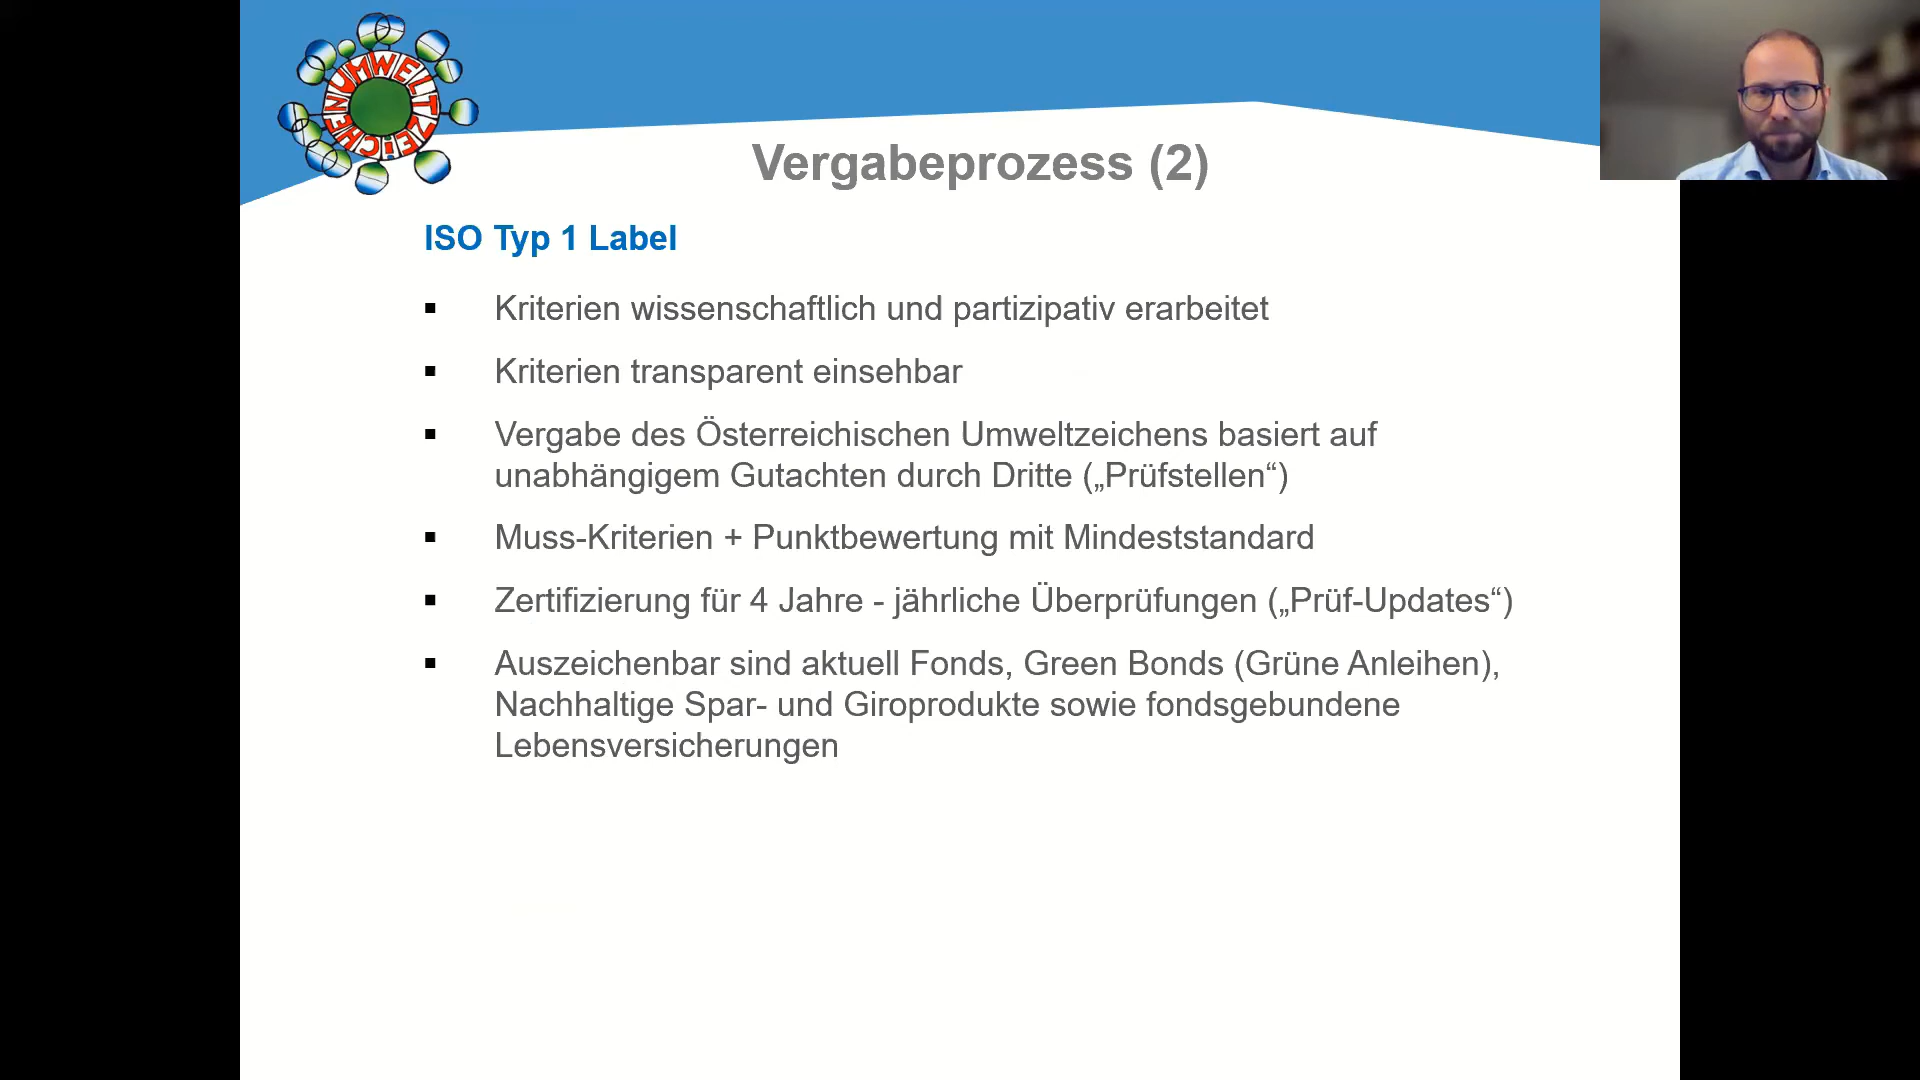 UMWELTZEICHEN
Vergabeprozess (2)
ISO Typ 1 Label
▪ Kriterien wissenschaftlich und partizipativ erarbeitet
▪ Kriterien transparent einsehbar
▪ Vergabe des Österreichischen Umweltzeichens basiert auf
unabhängigem Gutachten durch Dritte („Prüfstellen“)
▪ Muss-Kriterien + Punktbewertung mit Mindeststandard
▪ Zertifizierung für 4 Jahre - jährliche Überprüfungen („Prüf-Updates“)
▪ Auszeichenbar sind aktuell Fonds, Green Bonds (Grüne Anleihen),
Nachhaltige Spar- und Giroprodukte sowie fondsgebundene
Lebensversicherungen